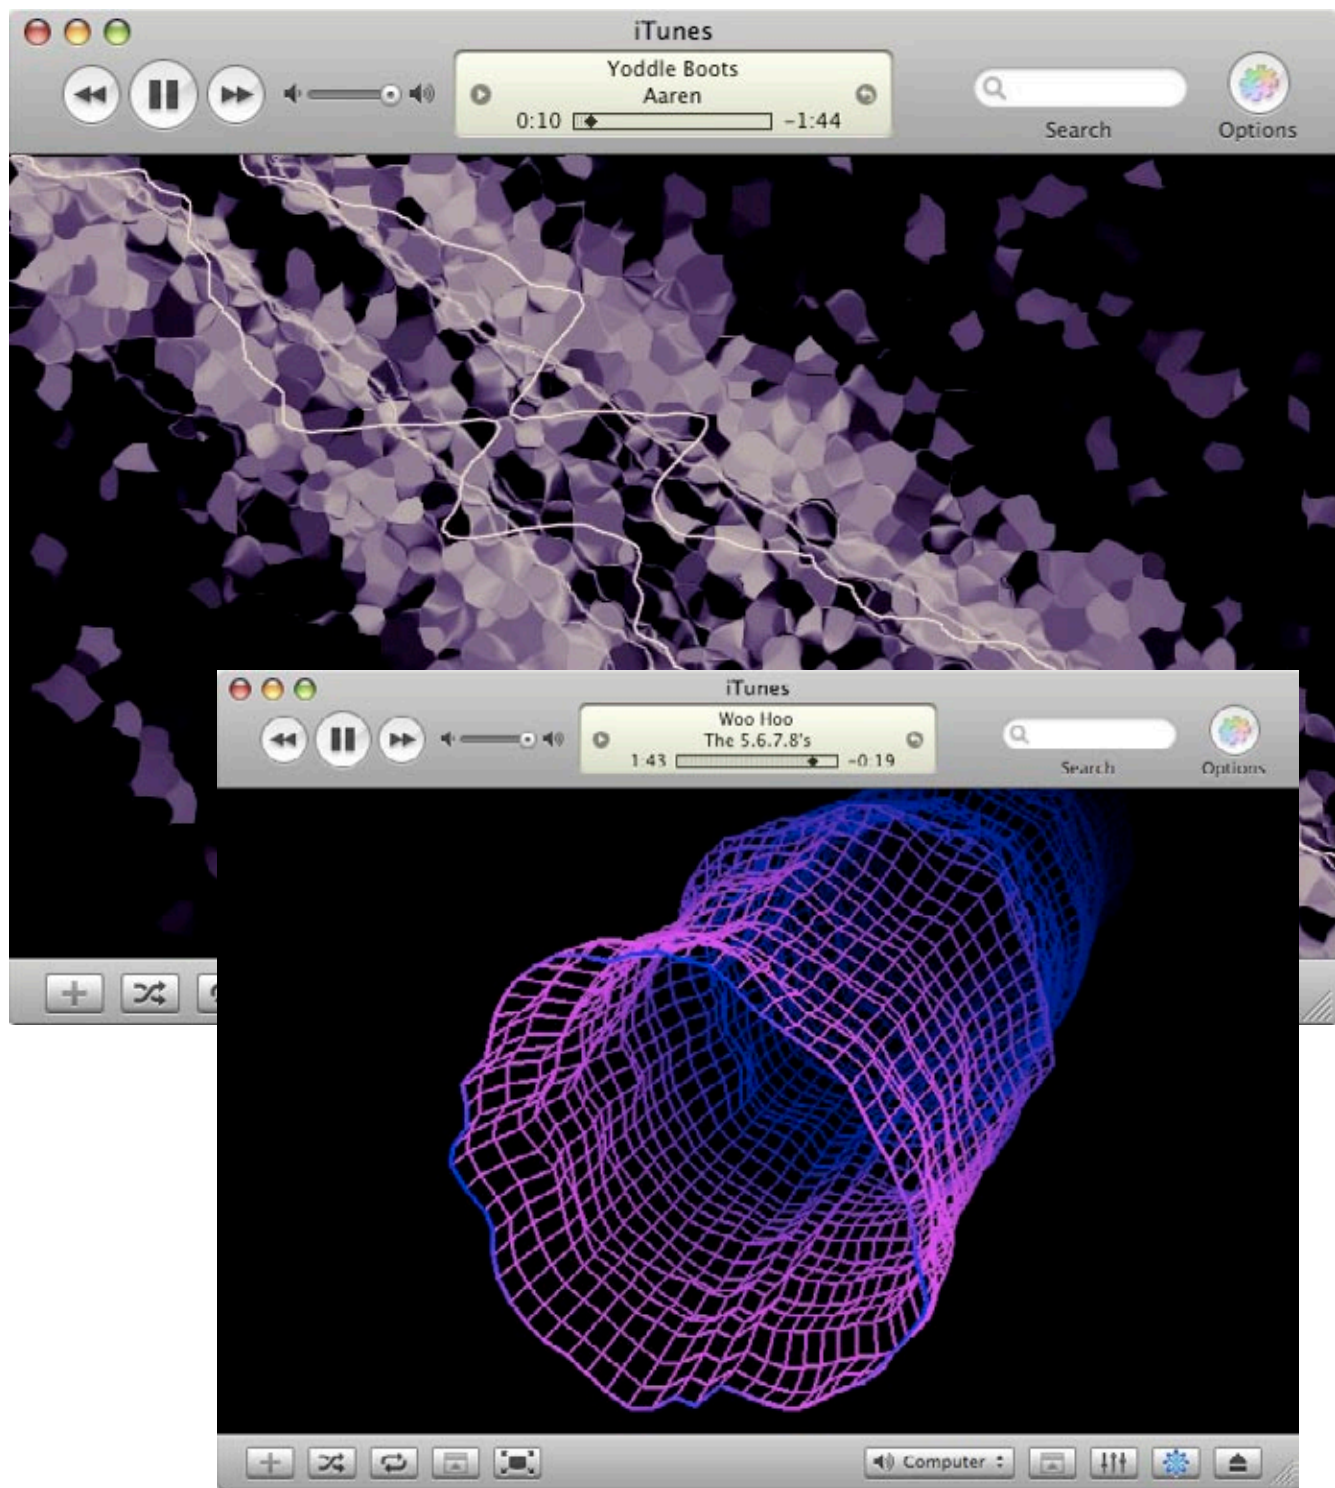 iTunes
Yoddle Boots
Aaren
0:10 -1:44
Search
Options
iTunes
Woo Hoo
The 5.6.7.8's
1:43 -0:19
Search
Options
Computer